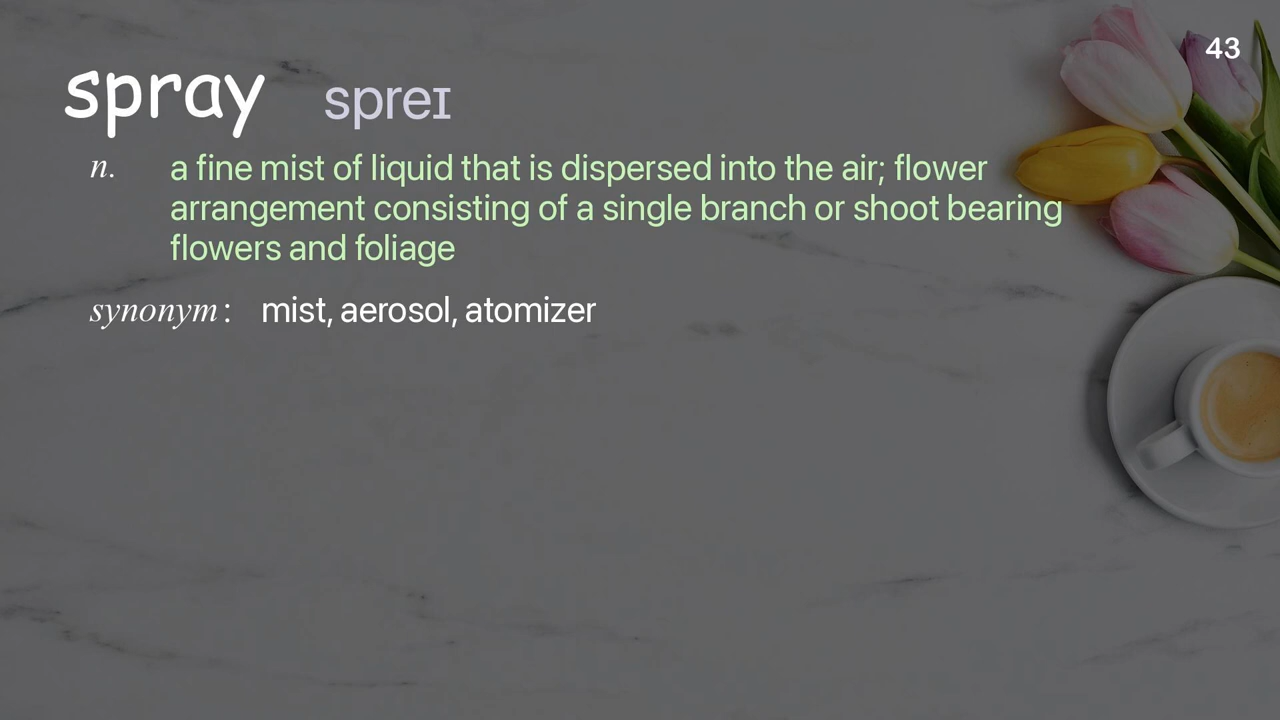 43
spray spreɪ
n. a fine mist of liquid that is dispersed into the air; flower
arrangement consisting of a single branch or shoot bearing
flowers and foliage
synonym: mist, aerosol, atomizer